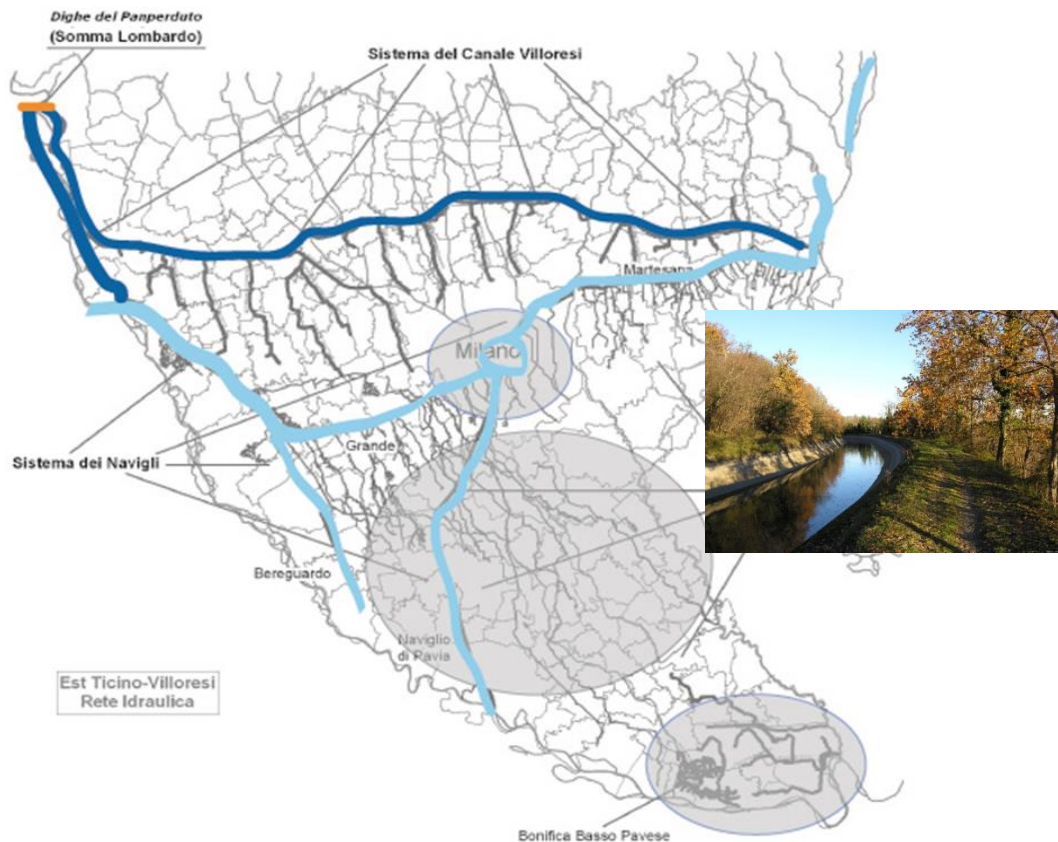 Dighe del Panperduto
(Somma Lombardo)
Sistema del Canale Villoresi
Martesana
Milano
Grande
Sistema dei Navigli
Bereguardo
Naviglio
di Pavia
Est Ticino-Villoresi
Rete Idraulica
Bonifica Basso Pavese